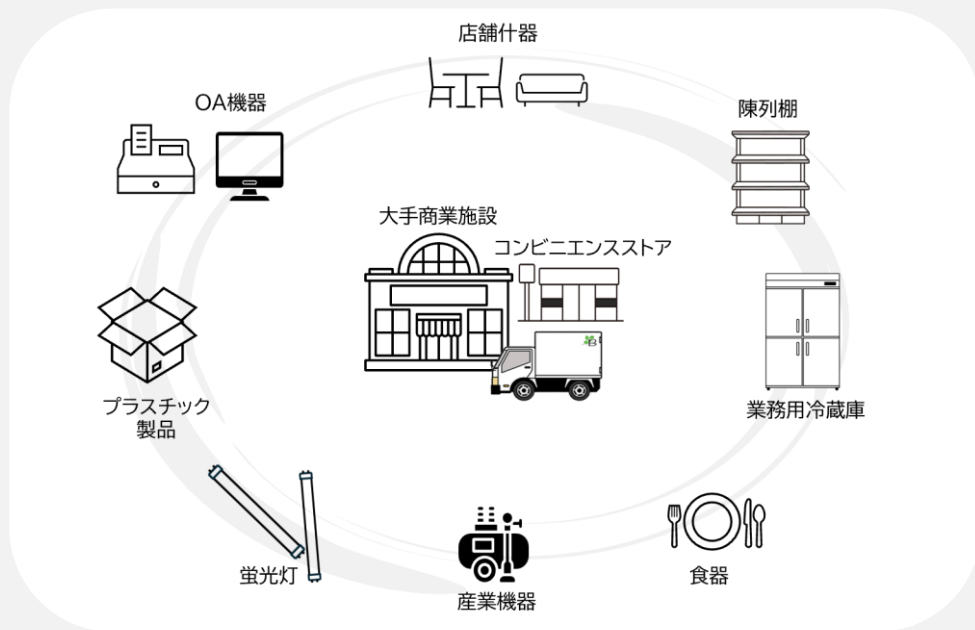 店舗什器
OA機器
陳列棚
大手商業施設
コンビニエンスストア
プラスチック
製品
業務用冷蔵庫
蛍光灯
産業機器
食器